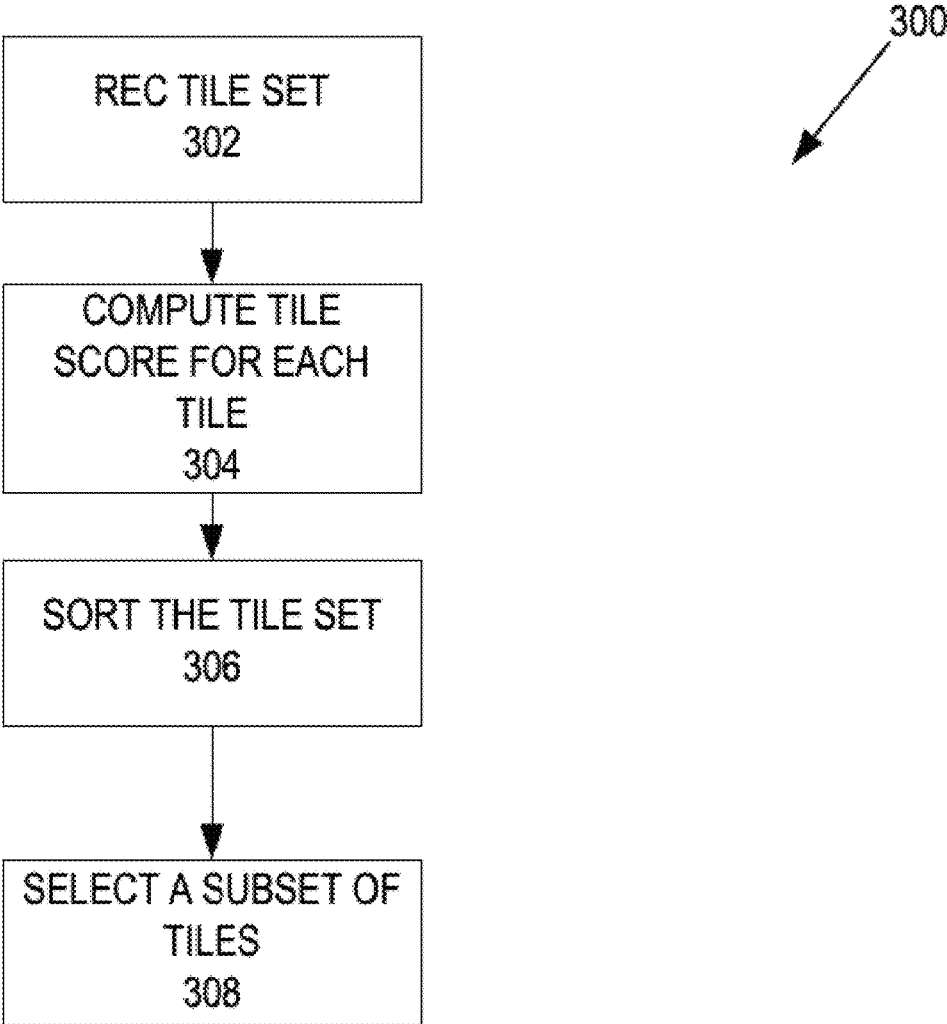 300
REC TILE SET
302
COMPUTE TILE
SCORE FOR EACH
TILE
304
SORT THE TILE SET
306
SELECT A SUBSET OF
TILES
308